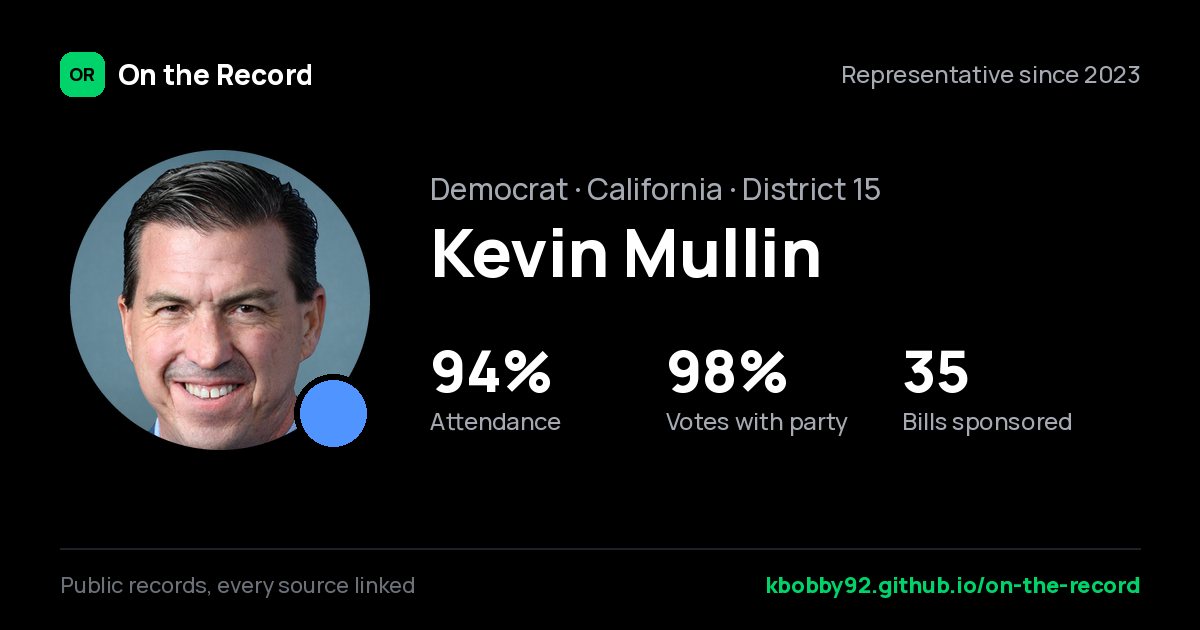 OR On the Record
Representative since 2023
Democrat · California · District 15
Kevin Mullin
94% 98% 35
Attendance Votes with party Bills sponsored
Public records, every source linked
kbobby92.github.io/on-the-record